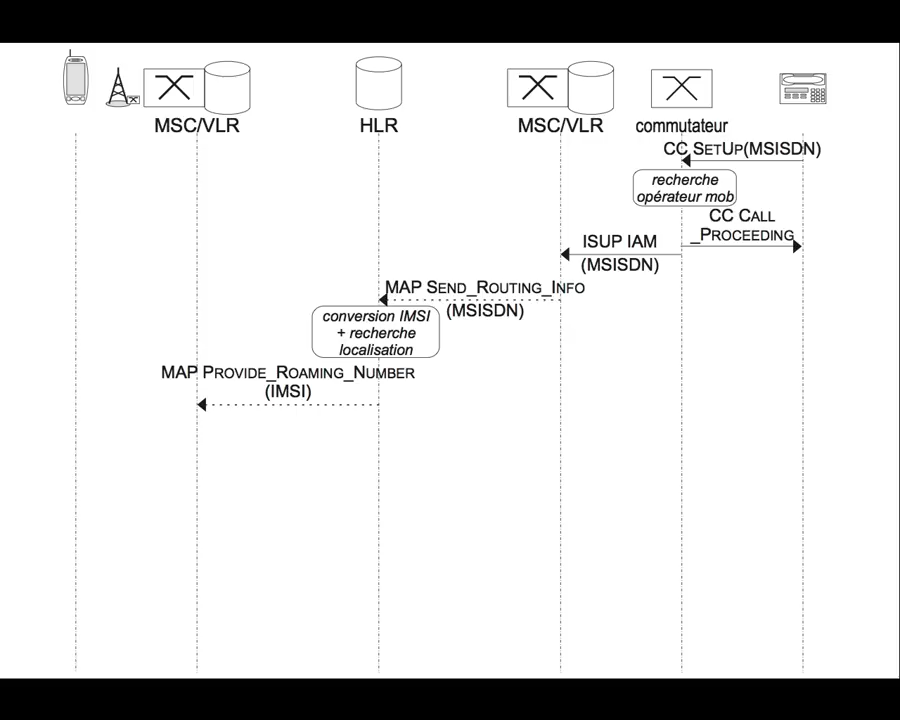 MSC/VLR
HLR
MSC/VLR
commutateur
CC SETUP(MSISDN)
recherche
opérateur mob
CC CALL
_PROCEEDING
ISUP IAM
(MSISDN)
MAP SEND_ROUTING_INFO
(MSISDN)
conversion IMSI
+ recherche
localisation
MAP PROVIDE_ROAMING_NUMBER
(IMSI)